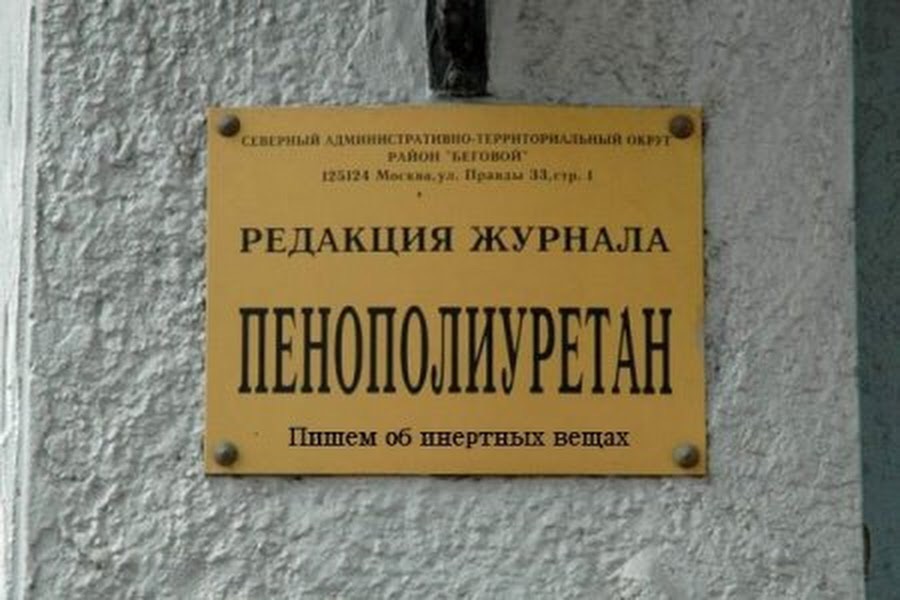 СЕВЕРНЫЙ АДМИНИСТРАТИВНО-ТЕРРИТОРИАЛЬНЫЙ ОКРУГ
РАЙОН "БЕГОВОЙ"
125124 Москва, ул. Правды 33, стр. 1
РЕДАКЦИЯ ЖУРНАЛА
ПЕНОПОЛИУРЕТАН
Пишем об инертных вещах